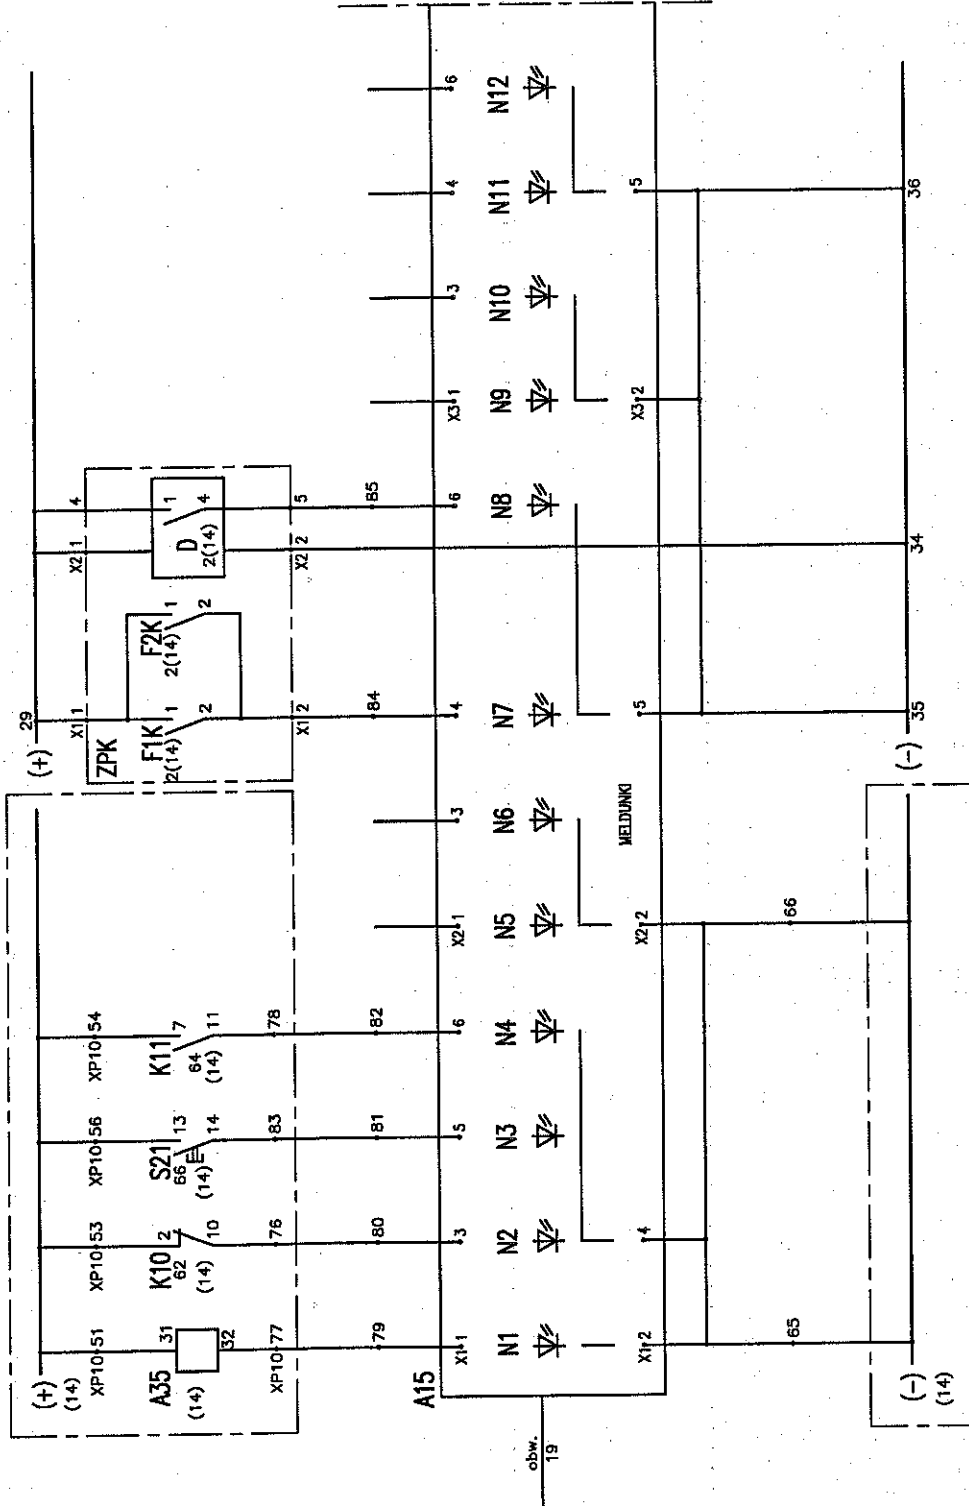 (+)
(14)
XP10 51
XP10 53
XP10 56
XP10 54
(+)
29
X1 1
X2 1
4
A35
(14)
31
32
K10
62
(14)
2
10
S21
66
(14)
13
14
K11
64
(14)
7
11
ZPK
F1K
2(14)
1
2
F2K
2(14)
1
2
D
2(14)
1
4
XP10 77
76
83
78
X1 2
X2 2
5
79
80
81
82
84
85
A15
X1 1
3
5
6
X2 1
3
4
6
X3 1
3
4
6
N1
N2
N3
N4
N5
N6
N7
N8
N9
N10
N11
N12
obw.
19
MELDUNKI
X1 2
4
X2 2
5
X3 2
5
65
66
(-)
(14)
(-)
35
34
36